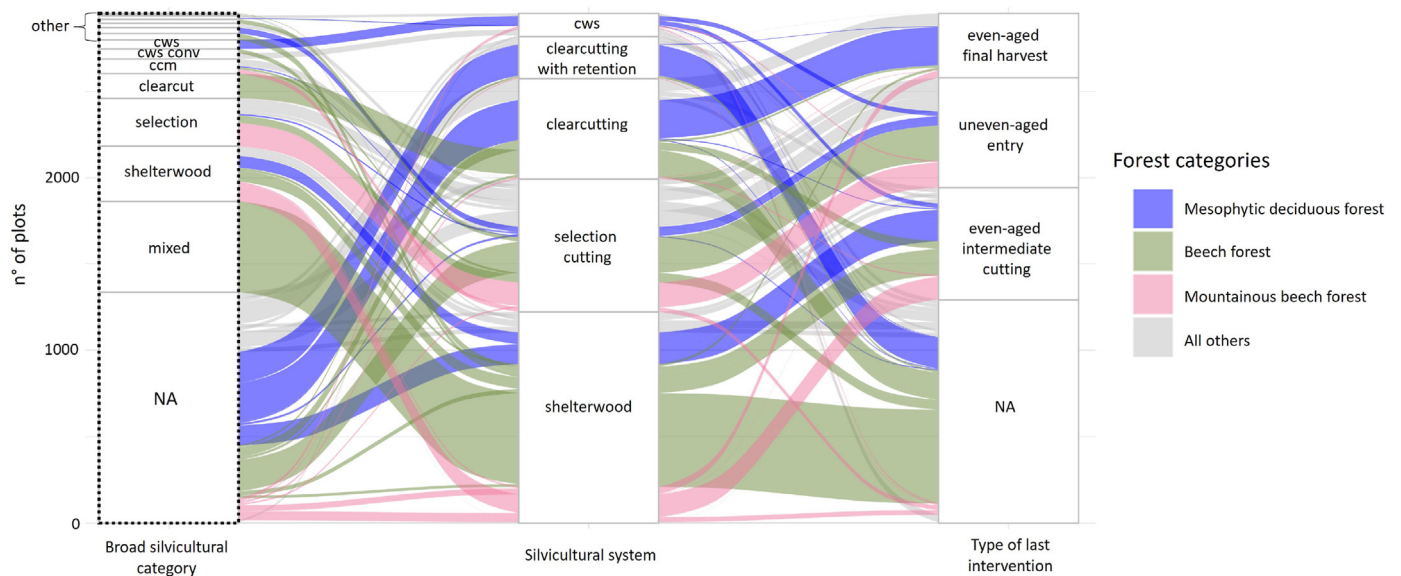 other
cws
cws conv
ccm
clearcut
selection
shelterwood
mixed
NA
cws
clearcutting
with retention
clearcutting
selection
cutting
shelterwood
even-aged
final harvest
uneven-aged
entry
even-aged
intermediate
cutting
NA
n° of plots
2000
1000
0
Broad silvicultural
category
Silvicultural system
Type of last
intervention
Forest categories
Mesophytic deciduous forest
Beech forest
Mountainous beech forest
All others